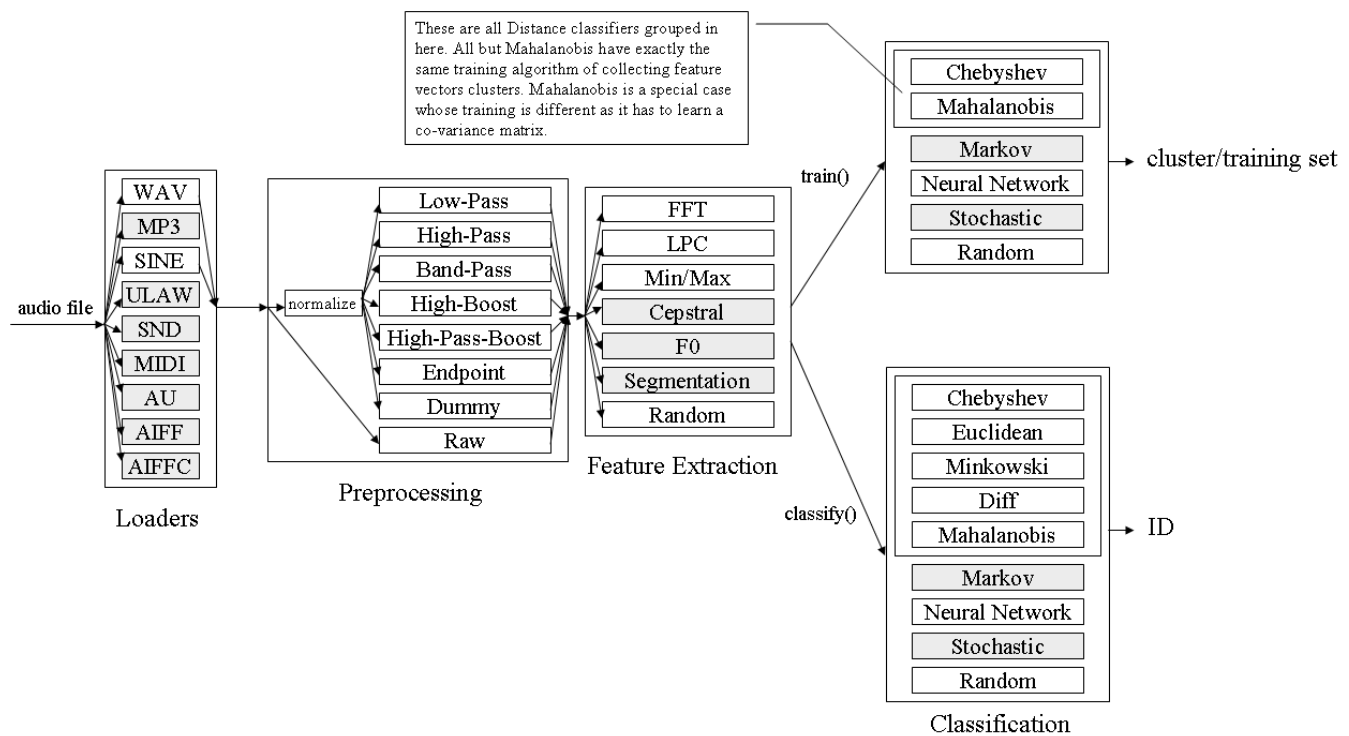 These are all Distance classifiers grouped in
here. All but Mahalanobis have exactly the
same training algorithm of collecting feature
vectors clusters. Mahalanobis is a special case
whose training is different as it has to learn a
co-variance matrix.
audio file
WAV
MP3
SINE
ULAW
SND
MIDI
AU
AIFF
AIFFC
Loaders
normalize
Low-Pass
High-Pass
Band-Pass
High-Boost
High-Pass-Boost
Endpoint
Dummy
Raw
Preprocessing
FFT
LPC
Min/Max
Cepstral
F0
Segmentation
Random
Feature Extraction
train()
Chebyshev
Mahalanobis
Markov
Neural Network
Stochastic
Random
cluster/training set
classify()
Chebyshev
Euclidean
Minkowski
Diff
Mahalanobis
Markov
Neural Network
Stochastic
Random
ID
Classification